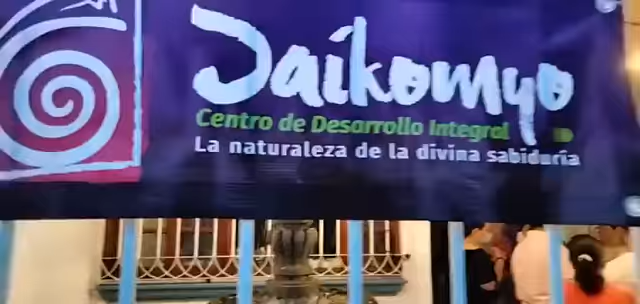 Jaikomyo
Centro de Desarrollo Integral
La naturaleza de la divina sabiduría